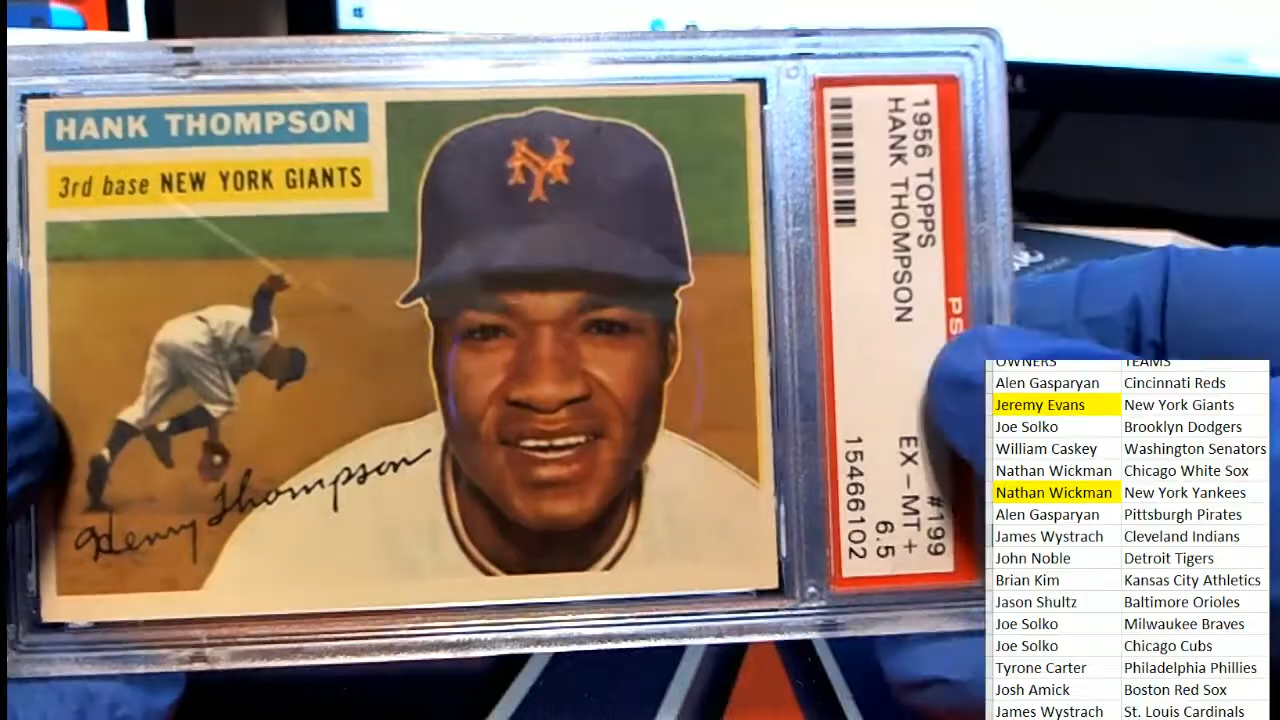 HANK THOMPSON
3rd base NEW YORK GIANTS
NY
Henry Thompson
1956 TOPPS #199
HANK THOMPSON EX-MT +
6.5
15466102
PS
OWNERS TEAMS
Alen Gasparyan Cincinnati Reds
Jeremy Evans New York Giants
Joe Solko Brooklyn Dodgers
William Caskey Washington Senators
Nathan Wickman Chicago White Sox
Nathan Wickman New York Yankees
Alen Gasparyan Pittsburgh Pirates
James Wystrach Cleveland Indians
John Noble Detroit Tigers
Brian Kim Kansas City Athletics
Jason Shultz Baltimore Orioles
Joe Solko Milwaukee Braves
Joe Solko Chicago Cubs
Tyrone Carter Philadelphia Phillies
Josh Amick Boston Red Sox
James Wystrach St. Louis Cardinals